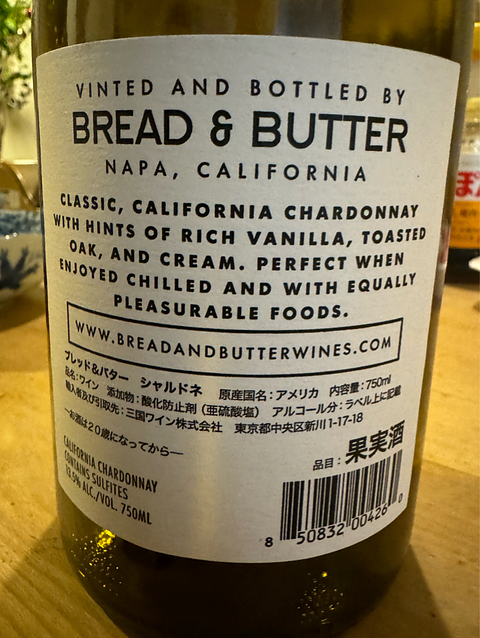 VINTED AND BOTTLED BY
BREAD & BUTTER
NAPA, CALIFORNIA
CLASSIC, CALIFORNIA CHARDONNAY
WITH HINTS OF RICH VANILLA, TOASTED
OAK, AND CREAM. PERFECT WHEN
ENJOYED CHILLED AND WITH EQUALLY
PLEASURABLE FOODS.
WWW.BREADANDBUTTERWINES.COM
ブレッド&バター シャルドネ 原産国名:アメリカ 内容量:750ml
品名:ワイン 添加物:酸化防止剤(亜硫酸塩) アルコール分:ラベル上に記載
輸入者及び引取先:三国ワイン株式会社 東京都中央区新川1-17-18
―お酒は20歳になってから―
CALIFORNIA CHARDONNAY
CONTAINS SULFITES
13.5% ALC./VOL. 750ML
品目:果実酒
8 50832 00426 0